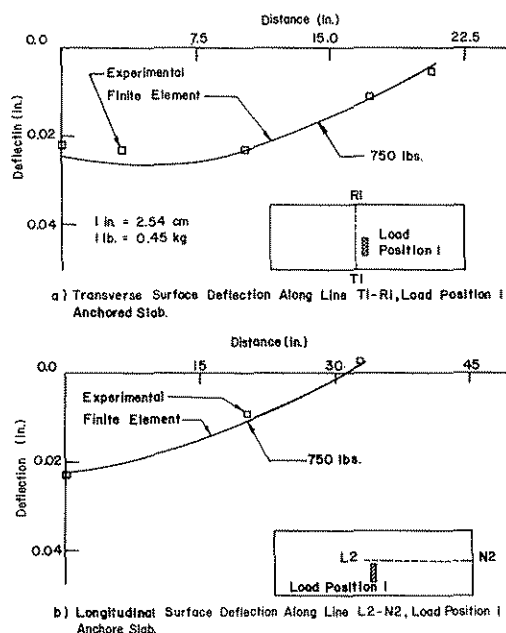 Distance (in.)
0.0 7.5 15.0 22.5
Experimental
Finite Element
Deflectin (in.)
0.02
750 lbs.
1 in = 2.54 cm
1 lb. = 0.45 kg
0.04
R1
Load
Position 1
T1
a) Transverse Surface Deflection Along Line T1-R1, Load Position 1
Anchored Slab.
Distance (in.)
0.0 15 30 45
Experimental
Finite Element
Deflection (in.)
750 lbs.
0.02
0.04
L2 N2
Load Position 1
b) Longitudinal Surface Deflection Along Line L2-N2, Load Position 1
Anchore Slab.